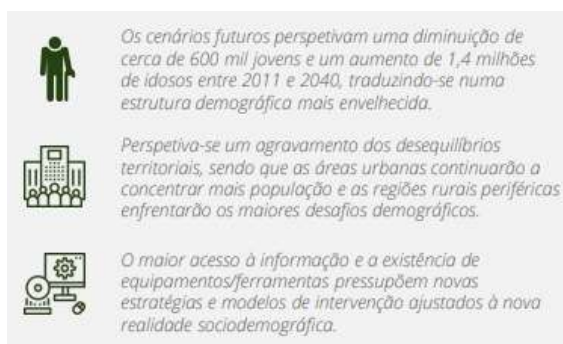 Os cenários futuros perspetivam uma diminuição de
cerca de 600 mil jovens e um aumento de 1,4 milhões
de idosos entre 2011 e 2040, traduzindo-se numa
estrutura demográfica mais envelhecida.
Perspetiva-se um agravamento dos desequilíbrios
territoriais, sendo que as áreas urbanas continuarão a
concentrar mais população e as regiões rurais periféricas
enfrentarão os maiores desafios demográficos.
O maior acesso à informação e a existência de
equipamentos/ferramentas pressupõem novas
estratégias e modelos de intervenção ajustados à nova
realidade sociodemográfica.